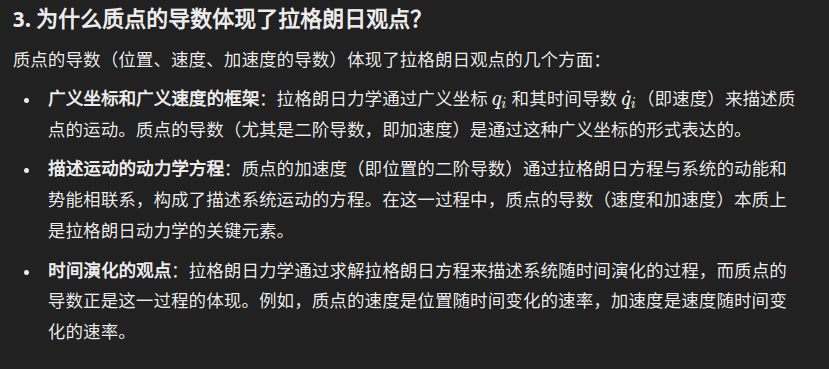 3. 为什么质点的导数体现了拉格朗日观点？
质点的导数（位置、速度、加速度的导数）体现了拉格朗日观点的几个方面：
• 广义坐标和广义速度的框架：拉格朗日力学通过广义坐标 qᵢ 和其时间导数 q̇ᵢ（即速度）来描述质
点的运动。质点的导数（尤其是二阶导数，即加速度）是通过这种广义坐标的形式表达的。
• 描述运动的动力学方程：质点的加速度（即位置的二阶导数）通过拉格朗日方程与系统的动能和
势能相联系，构成了描述系统运动的方程。在这一过程中，质点的导数（速度和加速度）本质上
是拉格朗日动力学的关键元素。
• 时间演化的观点：拉格朗日力学通过求解拉格朗日方程来描述系统随时间演化的过程，而质点的
导数正是这一过程的体现。例如，质点的速度是位置随时间变化的速率，加速度是速度随时间变
化的速率。